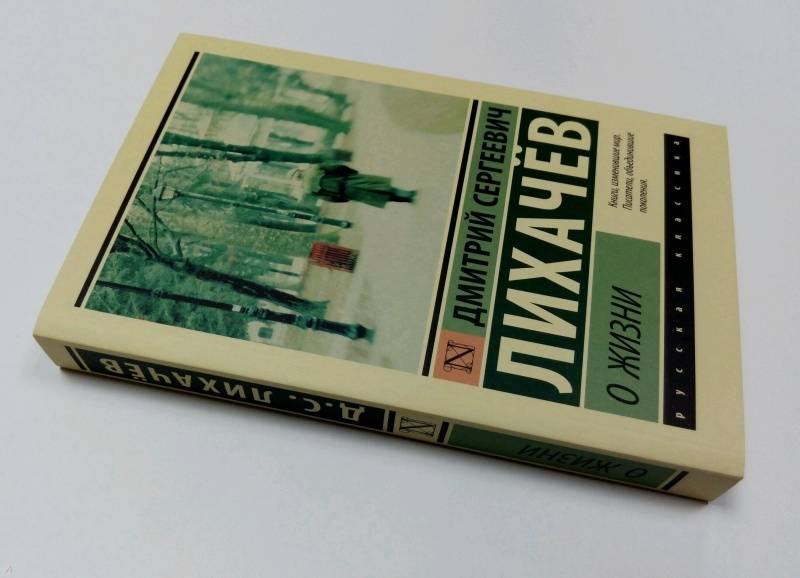 ДМИТРИЙ СЕРГЕЕВИЧ
ЛИХАЧЁВ
Книги, изменившие мир.
Писатели, объединившие
поколения.
О ЖИЗНИ
русская классика
Д.С. ЛИХАЧЁВ
N
О ЖИЗНИ
N